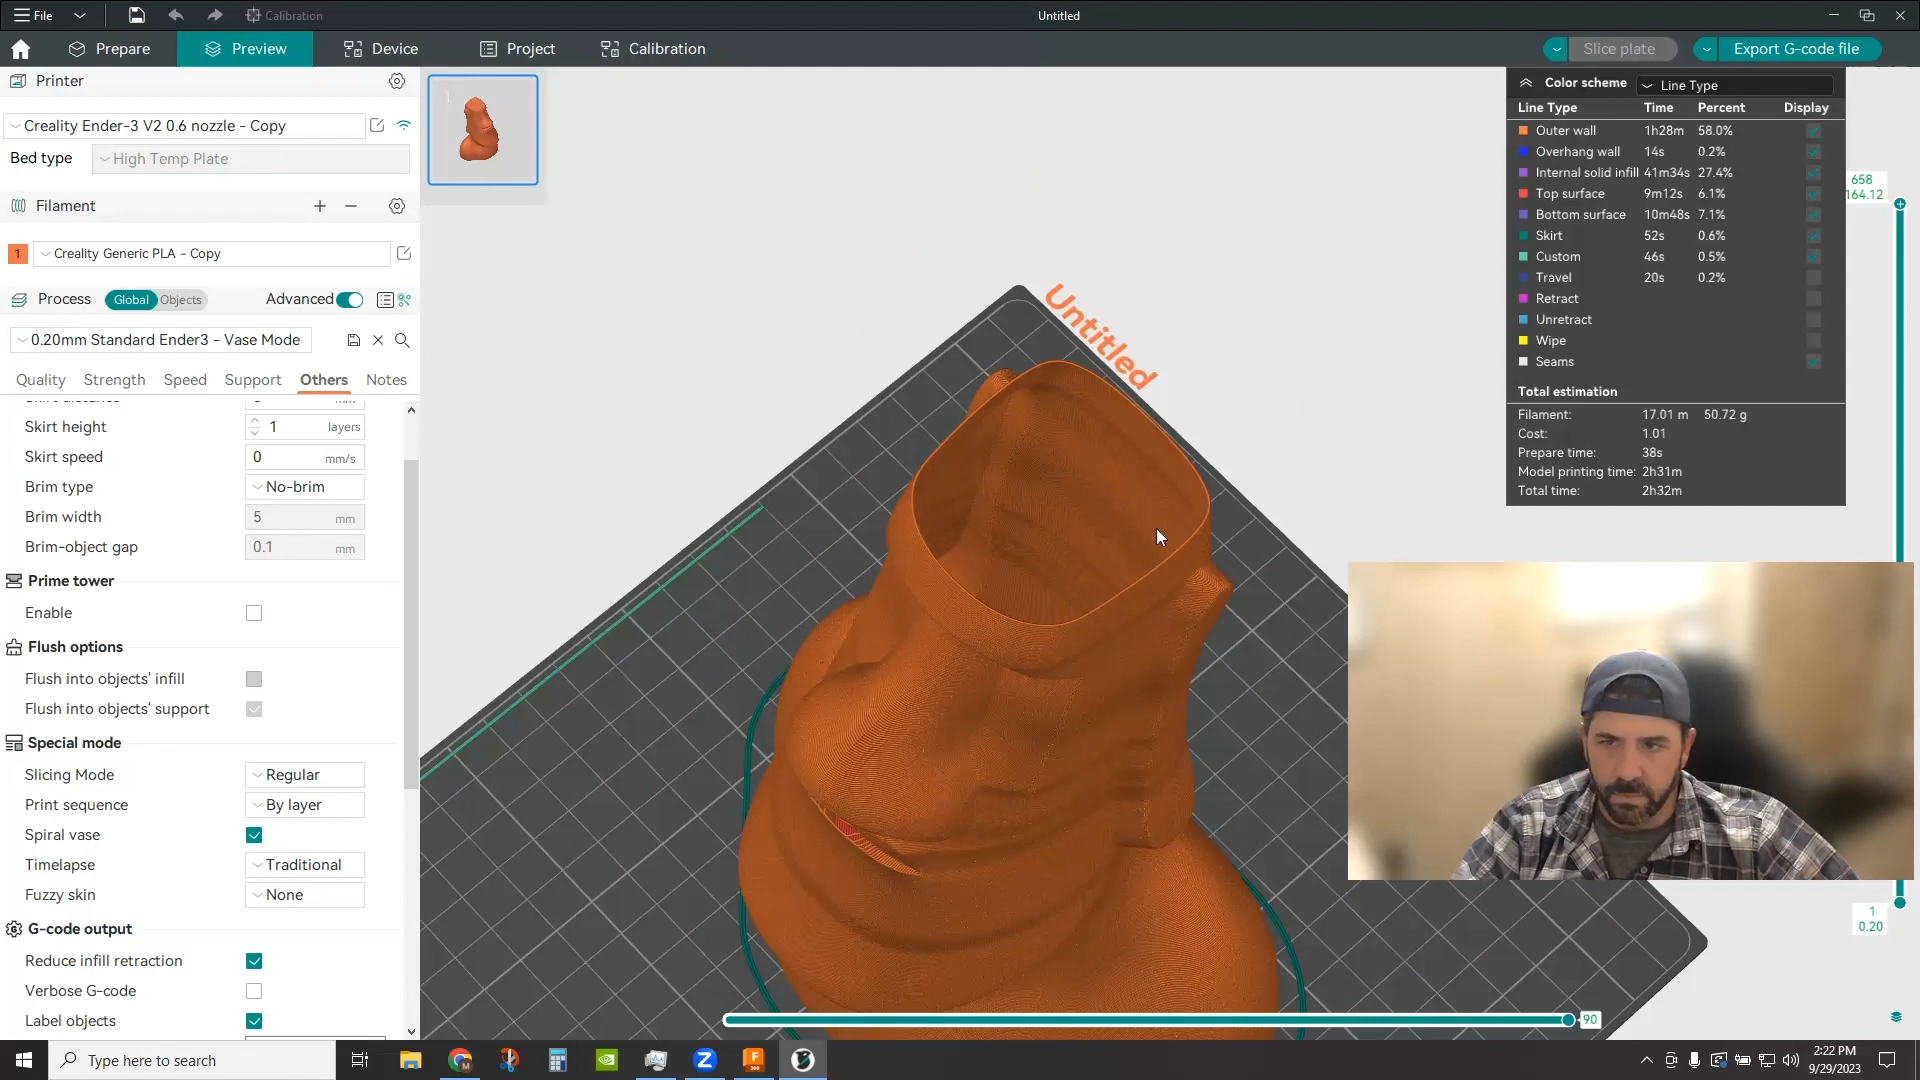 File
Calibration
Untitled
Prepare
Preview
Device
Project
Calibration
Slice plate
Export G-code file
Printer
Creality Ender-3 V2 0.6 nozzle - Copy
Bed type
High Temp Plate
Filament
1
Creality Generic PLA - Copy
Process
Global
Objects
Advanced
0.20mm Standard Ender3 - Vase Mode
Quality
Strength
Speed
Support
Others
Notes
Skirt height
1
layers
Skirt speed
0
mm/s
Brim type
No-brim
Brim width
5
mm
Brim-object gap
0.1
mm
Prime tower
Enable
Flush options
Flush into objects' infill
Flush into objects' support
Special mode
Slicing Mode
Regular
Print sequence
By layer
Spiral vase
Timelapse
Traditional
Fuzzy skin
None
G-code output
Reduce infill retraction
Verbose G-code
Label objects
Untitled
Color scheme
Line Type
Line Type Time Percent Display
Outer wall 1h28m 58.0%
Overhang wall 14s 0.2%
Internal solid infill 41m34s 27.4%
Top surface 9m12s 6.1%
Bottom surface 10m48s 7.1%
Skirt 52s 0.6%
Custom 46s 0.5%
Travel 20s 0.2%
Retract
Unretract
Wipe
Seams
Total estimation
Filament: 17.01 m 50.72 g
Cost: 1.01
Prepare time: 38s
Model printing time: 2h31m
Total time: 2h32m
658
164.12
1
0.20
90
Type here to search
2:22 PM
9/29/2023